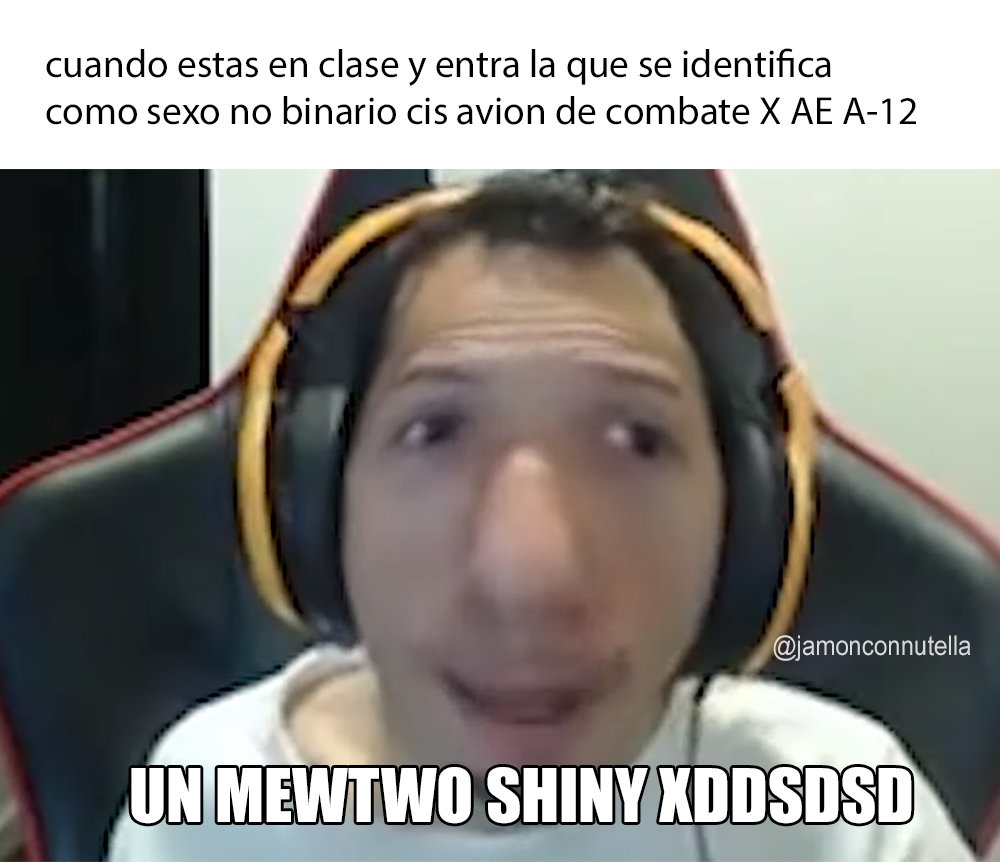 cuando estas en clase y entra la que se identifica
como sexo no binario cis avion de combate X AE A-12
@jamonconnutella
UN MEWTWO SHINY XDDSDSD